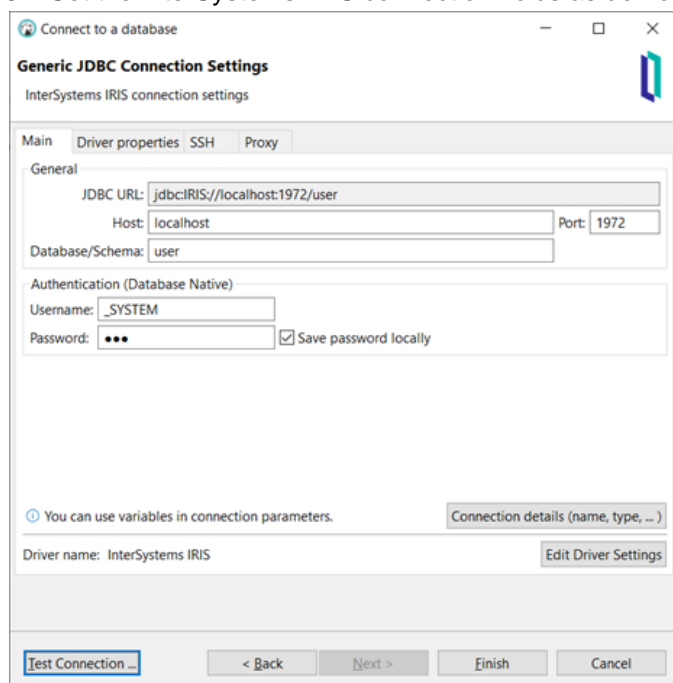 Connect to a database
Generic JDBC Connection Settings
InterSystems IRIS connection settings
Main Driver properties SSH Proxy
General
JDBC URL: jdbc:IRIS://localhost:1972/user
Host: localhost Port: 1972
Database/Schema: user
Authentication (Database Native)
Username: _SYSTEM
Password: ●●● Save password locally
You can use variables in connection parameters. Connection details (name, type, ... )
Driver name: InterSystems IRIS Edit Driver Settings
Test Connection ... < Back Next > Finish Cancel